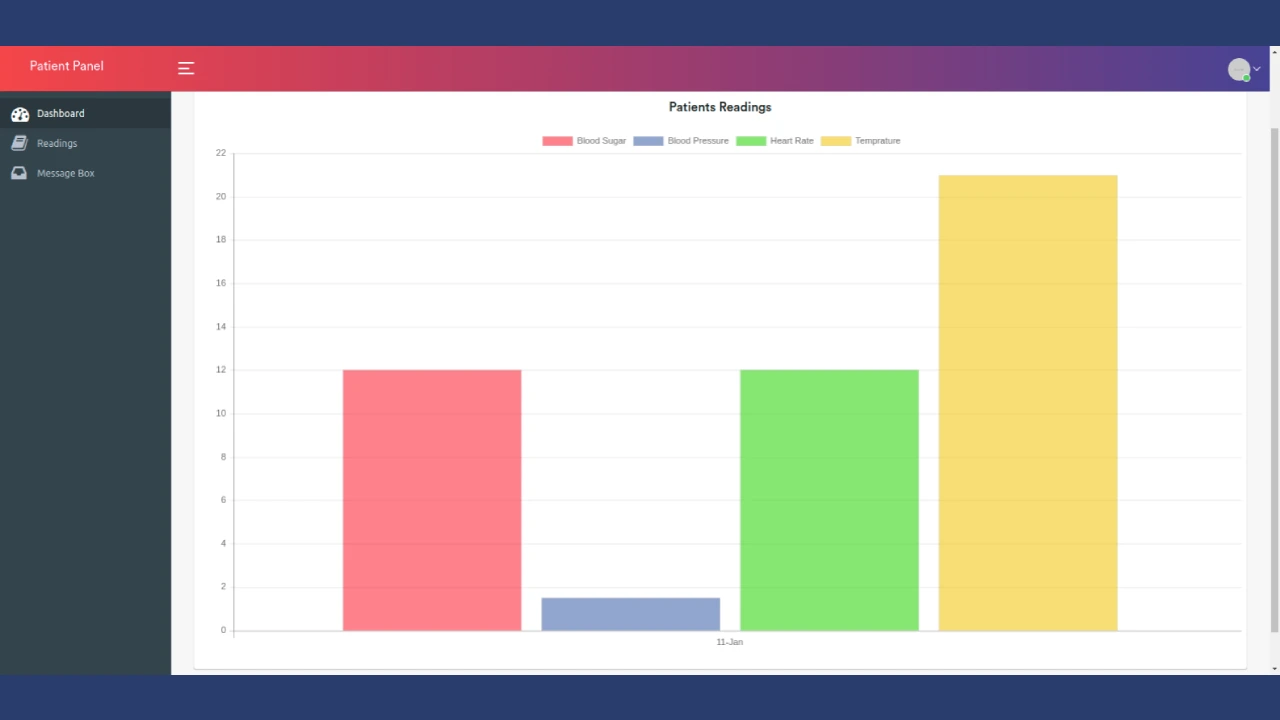 Patient Panel
Dashboard
Readings
Message Box
Patients Readings
Blood Sugar Blood Pressure Heart Rate Temprature
22
20
18
16
14
12
10
8
6
4
2
0
11-Jan